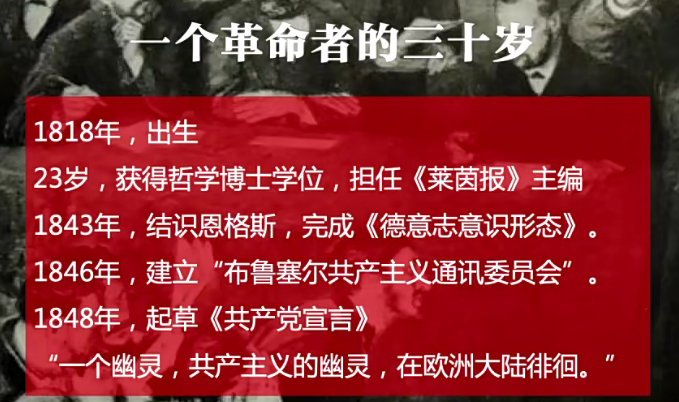 一个革命者的三十岁
1818年，出生
23岁，获得哲学博士学位，担任《莱茵报》主编
1843年，结识恩格斯，完成《德意志意识形态》。
1846年，建立“布鲁塞尔共产主义通讯委员会”。
1848年，起草《共产党宣言》
“一个幽灵，共产主义的幽灵，在欧洲大陆徘徊。”